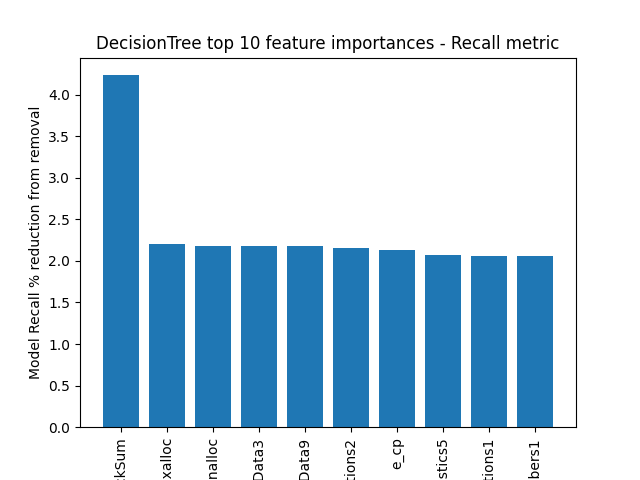 DecisionTree top 10 feature importances - Recall metric
Model Recall % reduction from removal
4.0
3.5
3.0
2.5
2.0
1.5
1.0
0.5
0.0
ckSum
xalloc
nalloc
Data3
Data9
tions2
e_cp
stics5
tions1
bers1